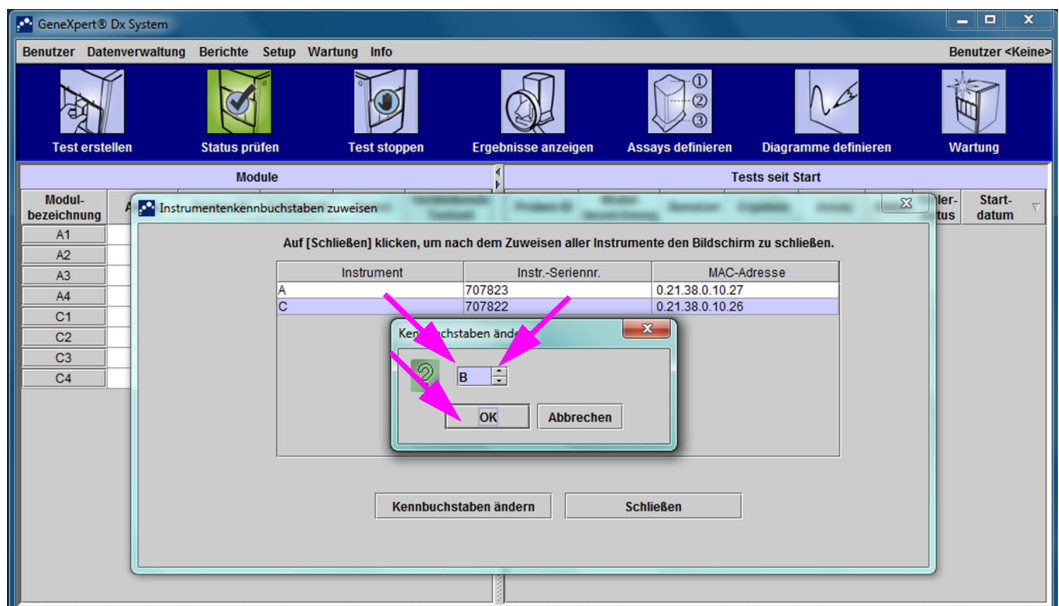 GeneXpert® Dx System
Benutzer Datenverwaltung Berichte Setup Wartung Info Benutzer <Keine>
Test erstellen Status prüfen Test stoppen Ergebnisse anzeigen Assays definieren Diagramme definieren Wartung
Module Tests seit Start
Modul-bezeichnung
Start-datum
A1
A2
A3
A4
C1
C2
C3
C4
Instrumentenkennbuchstaben zuweisen
Auf [Schließen] klicken, um nach dem Zuweisen aller Instrumente den Bildschirm zu schließen.
Instrument Instr.-Seriennr. MAC-Adresse
A 707823 0.21.38.0.10.27
C 707822 0.21.38.0.10.26
Kennbuchstaben ändern
B
OK Abbrechen
Kennbuchstaben ändern Schließen